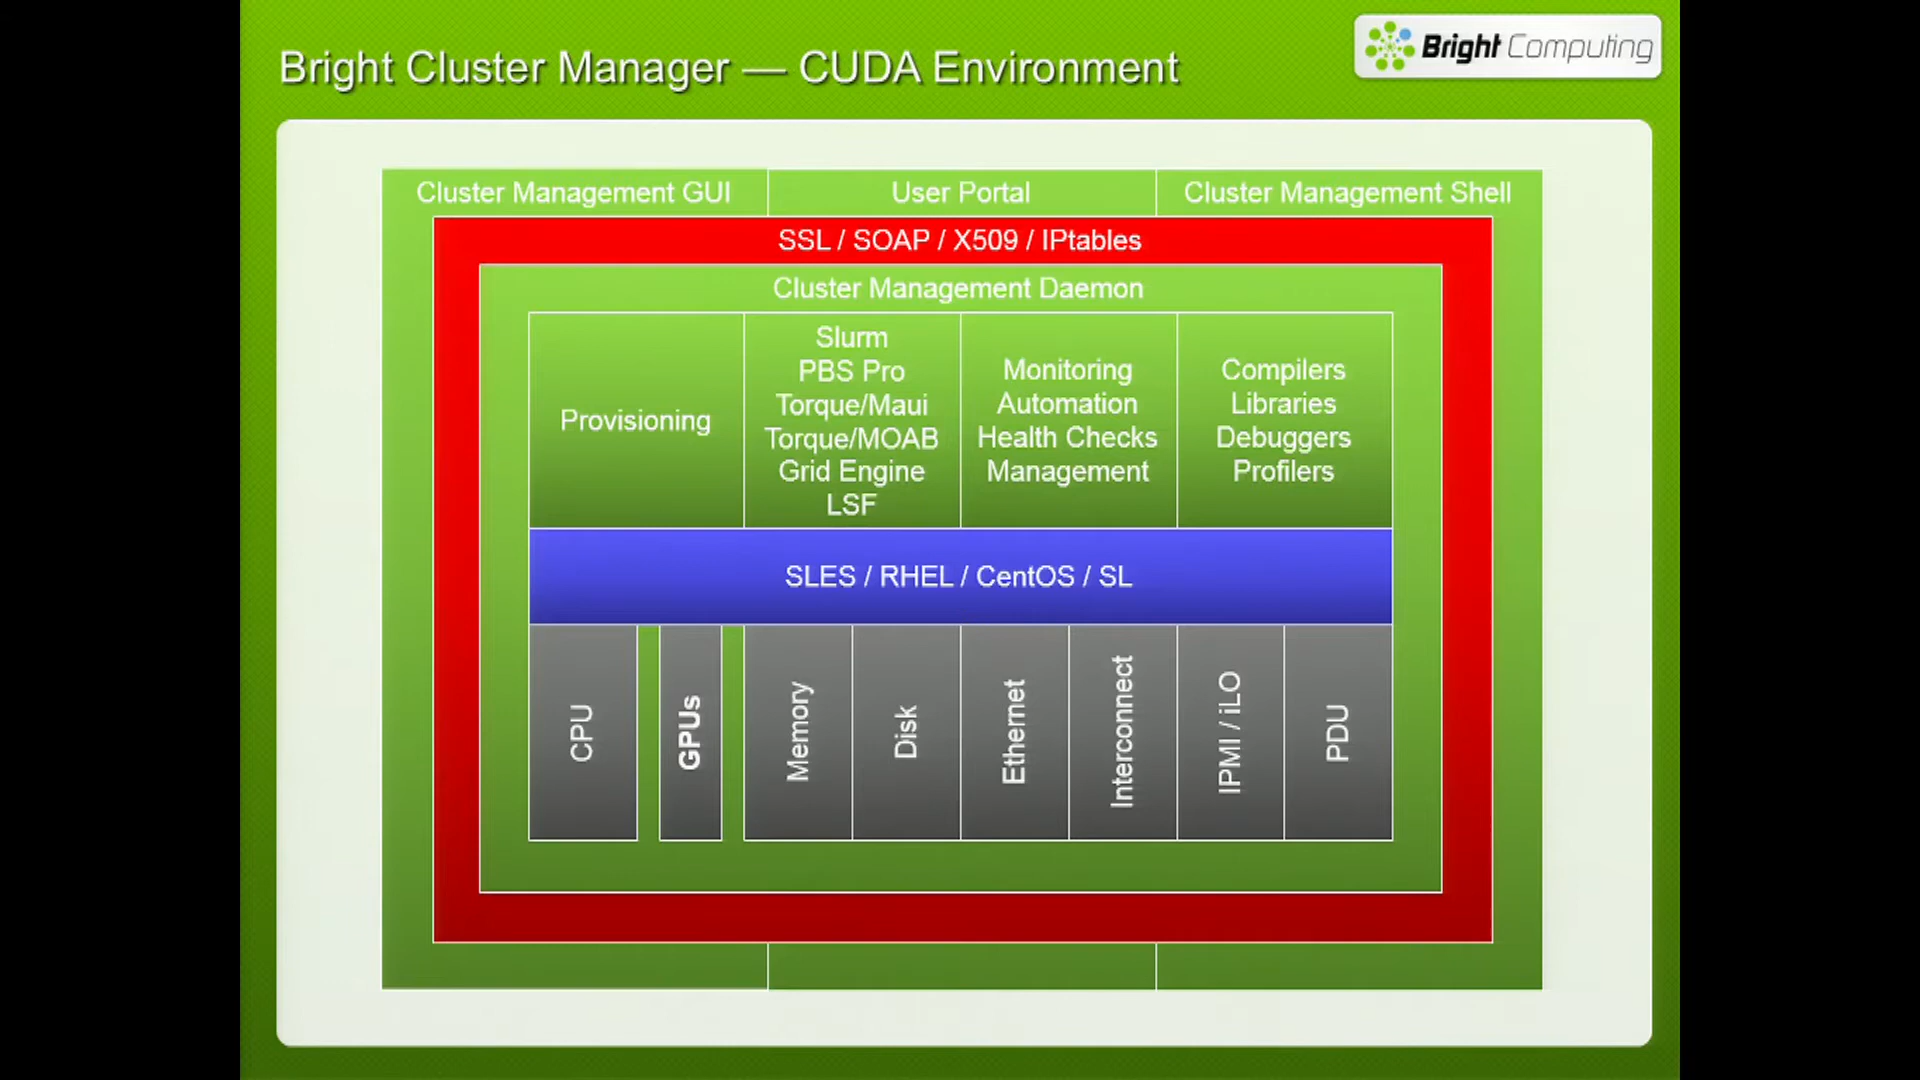 Bright Cluster Manager — CUDA Environment
Bright Computing
Cluster Management GUI
User Portal
Cluster Management Shell
SSL / SOAP / X509 / IPtables
Cluster Management Daemon
Provisioning
Slurm
PBS Pro
Torque/Maui
Torque/MOAB
Grid Engine
LSF
Monitoring
Automation
Health Checks
Management
Compilers
Libraries
Debuggers
Profilers
SLES / RHEL / CentOS / SL
CPU
GPUs
Memory
Disk
Ethernet
Interconnect
IPMI / iLO
PDU